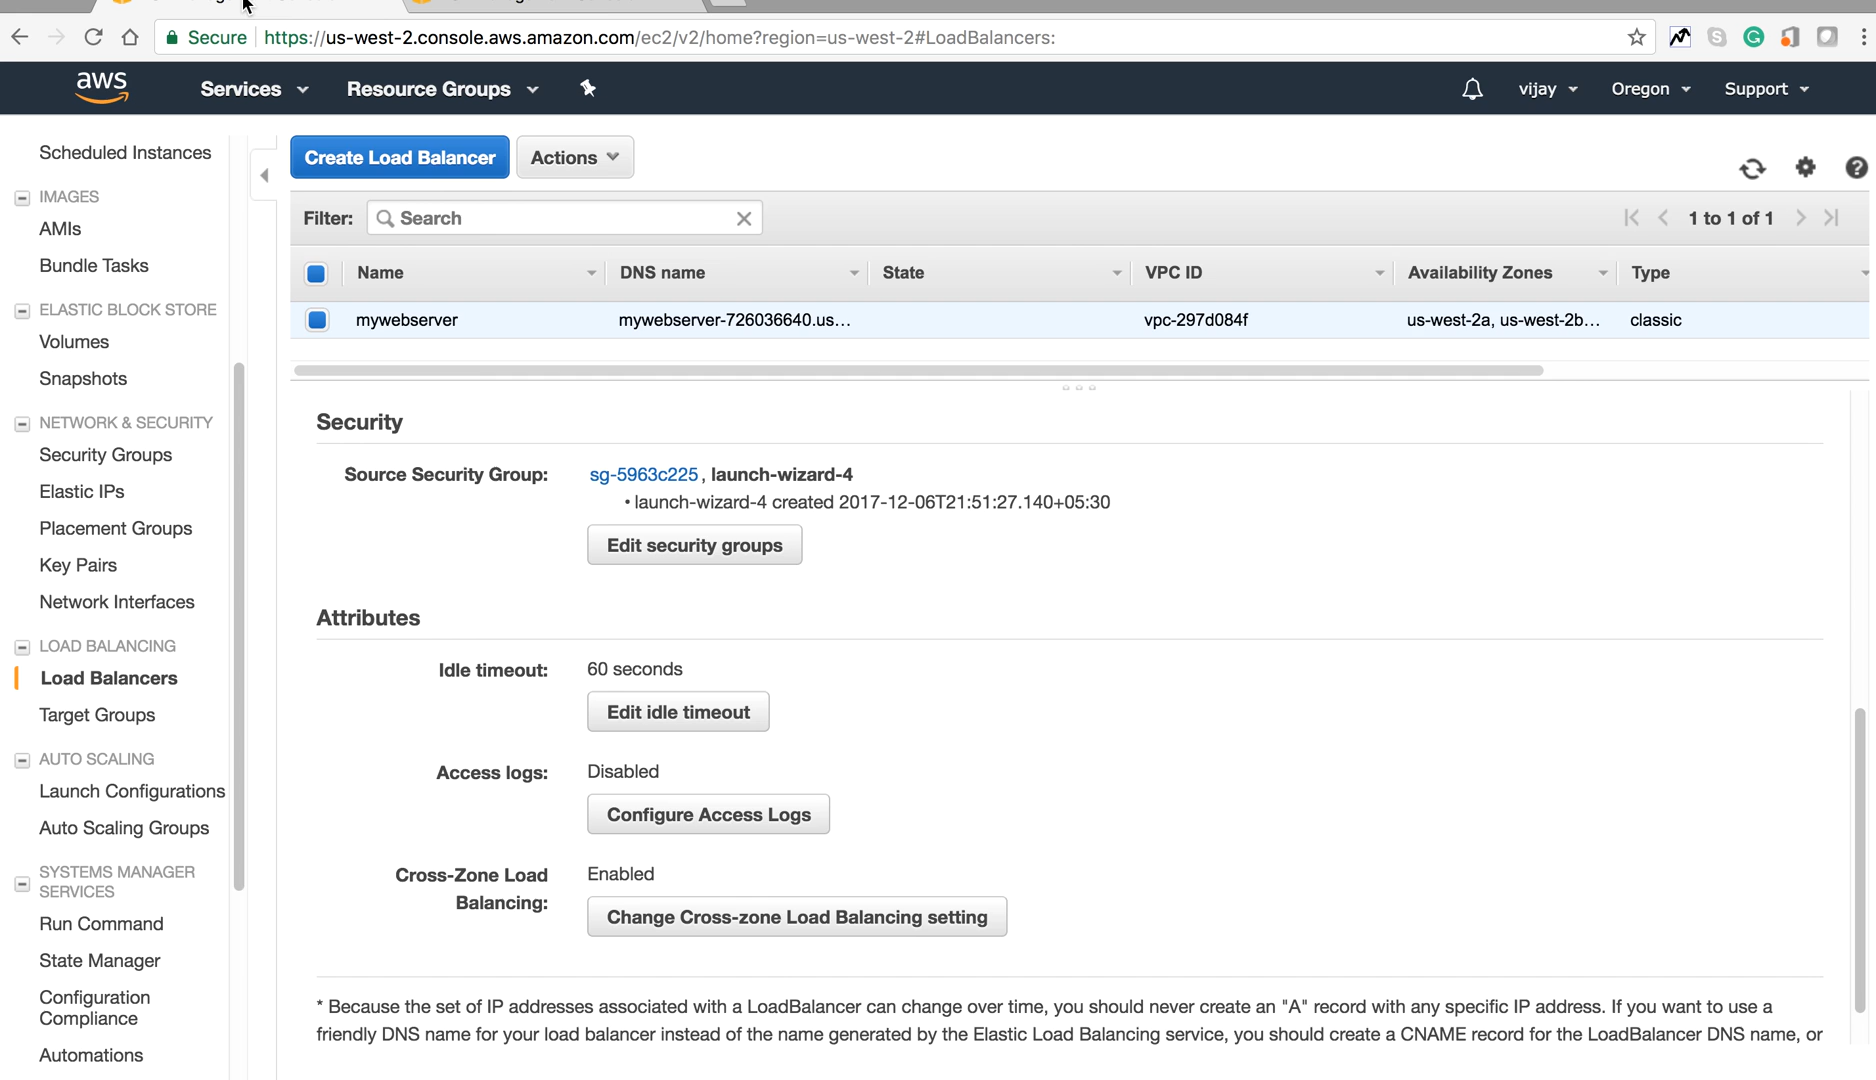 Secure https://us-west-2.console.aws.amazon.com/ec2/v2/home?region=us-west-2#LoadBalancers:
aws Services Resource Groups vijay Oregon Support
Scheduled Instances
IMAGES
AMIs
Bundle Tasks
ELASTIC BLOCK STORE
Volumes
Snapshots
NETWORK & SECURITY
Security Groups
Elastic IPs
Placement Groups
Key Pairs
Network Interfaces
LOAD BALANCING
Load Balancers
Target Groups
AUTO SCALING
Launch Configurations
Auto Scaling Groups
SYSTEMS MANAGER
SERVICES
Run Command
State Manager
Configuration
Compliance
Automations
Create Load Balancer Actions
Filter: Search 1 to 1 of 1
Name DNS name State VPC ID Availability Zones Type
mywebserver mywebserver-726036640.us... vpc-297d084f us-west-2a, us-west-2b... classic
Security
Source Security Group: sg-5963c225, launch-wizard-4
• launch-wizard-4 created 2017-12-06T21:51:27.140+05:30
Edit security groups
Attributes
Idle timeout: 60 seconds
Edit idle timeout
Access logs: Disabled
Configure Access Logs
Cross-Zone Load Enabled
Balancing:
Change Cross-zone Load Balancing setting
* Because the set of IP addresses associated with a LoadBalancer can change over time, you should never create an "A" record with any specific IP address. If you want to use a
friendly DNS name for your load balancer instead of the name generated by the Elastic Load Balancing service, you should create a CNAME record for the LoadBalancer DNS name, or